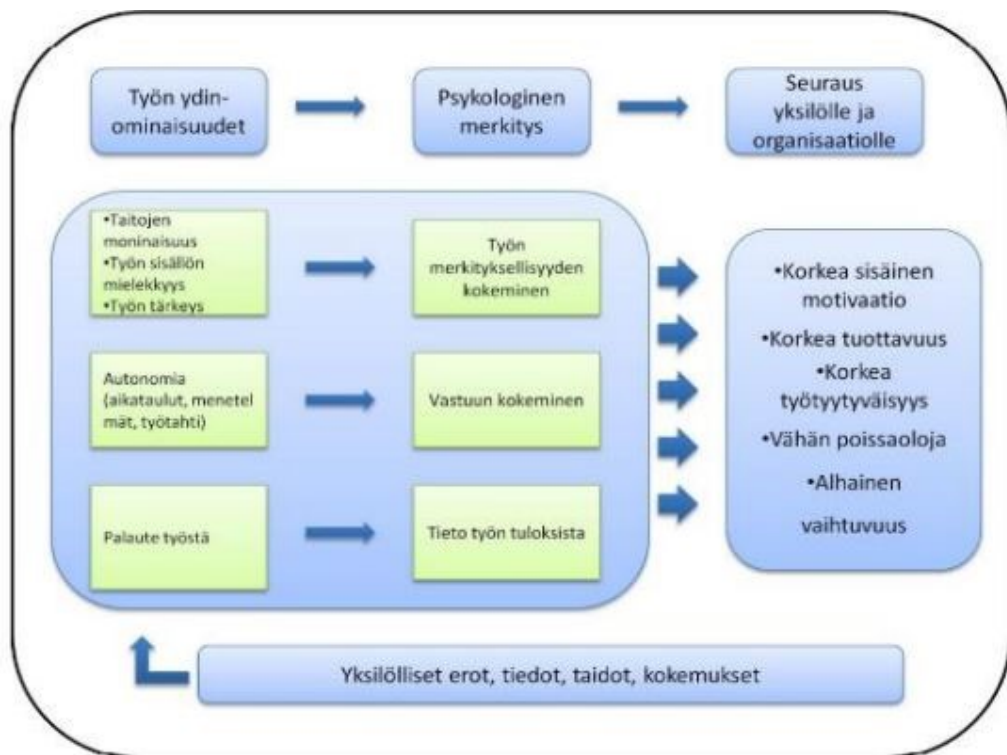 Työn ydin-
ominaisuudet
Psykologinen
merkitys
Seuraus
yksilölle ja
organisaatiolle
•Taitojen
moninaisuus
•Työn sisällön
mielekkyys
•Työn tärkeys
Työn
merkityksellisyyden
kokeminen
Autonomia
(aikataulut, menetel
mät, työtahti)
Vastuun kokeminen
Palaute työstä
Tieto työn tuloksista
•Korkea sisäinen
motivaatio
•Korkea tuottavuus
•Korkea
työtyytyväisyys
•Vähän poissaoloja
•Alhainen
vaihtuvuus
Yksilölliset erot, tiedot, taidot, kokemukset